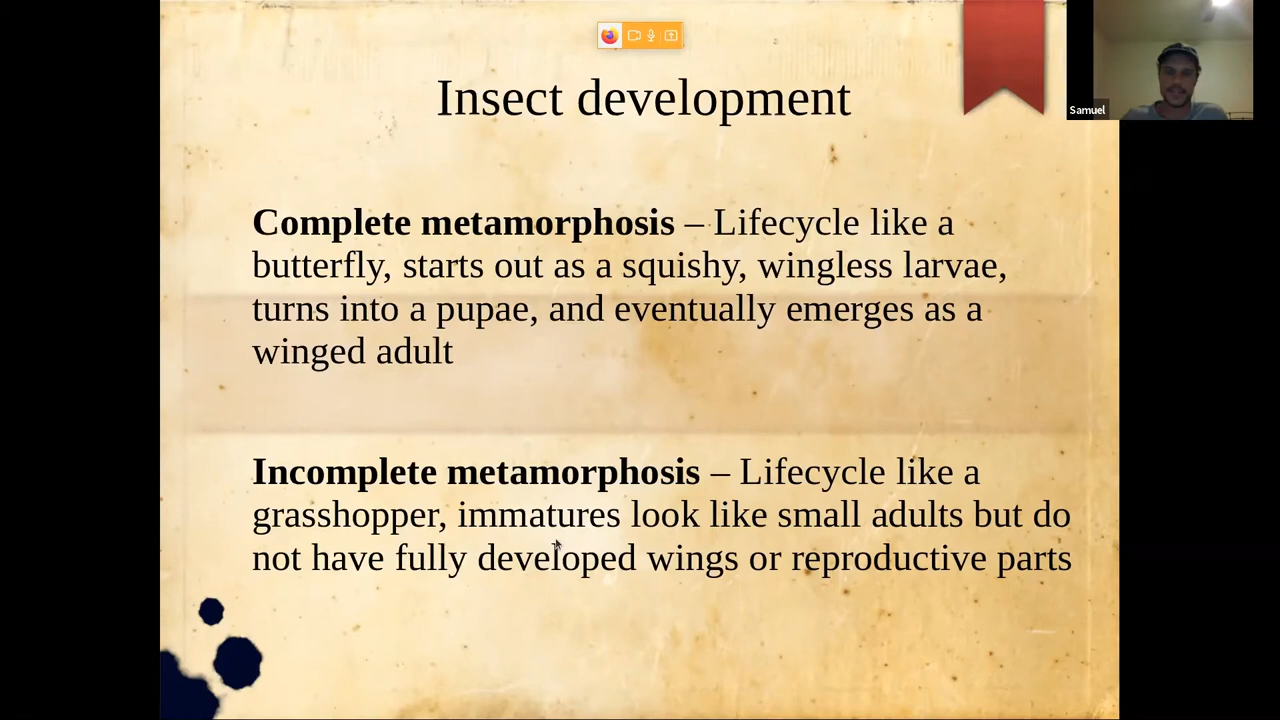 Insect development
Samuel
Complete metamorphosis – Lifecycle like a
butterfly, starts out as a squishy, wingless larvae,
turns into a pupae, and eventually emerges as a
winged adult
Incomplete metamorphosis – Lifecycle like a
grasshopper, immatures look like small adults but do
not have fully developed wings or reproductive parts